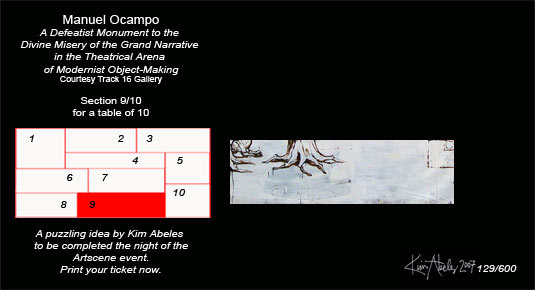 Manuel Ocampo
A Defeatist Monument to the
Divine Misery of the Grand Narrative
in the Theatrical Arena
of Modernist Object-Making
Courtesy Track 16 Gallery
Section 9/10
for a table of 10
1 2 3
4 5
6 7
8 9 10
A puzzling idea by Kim Abeles
to be completed the night of the
Artscene event.
Print your ticket now.
Kim Abeles 2007 129/600